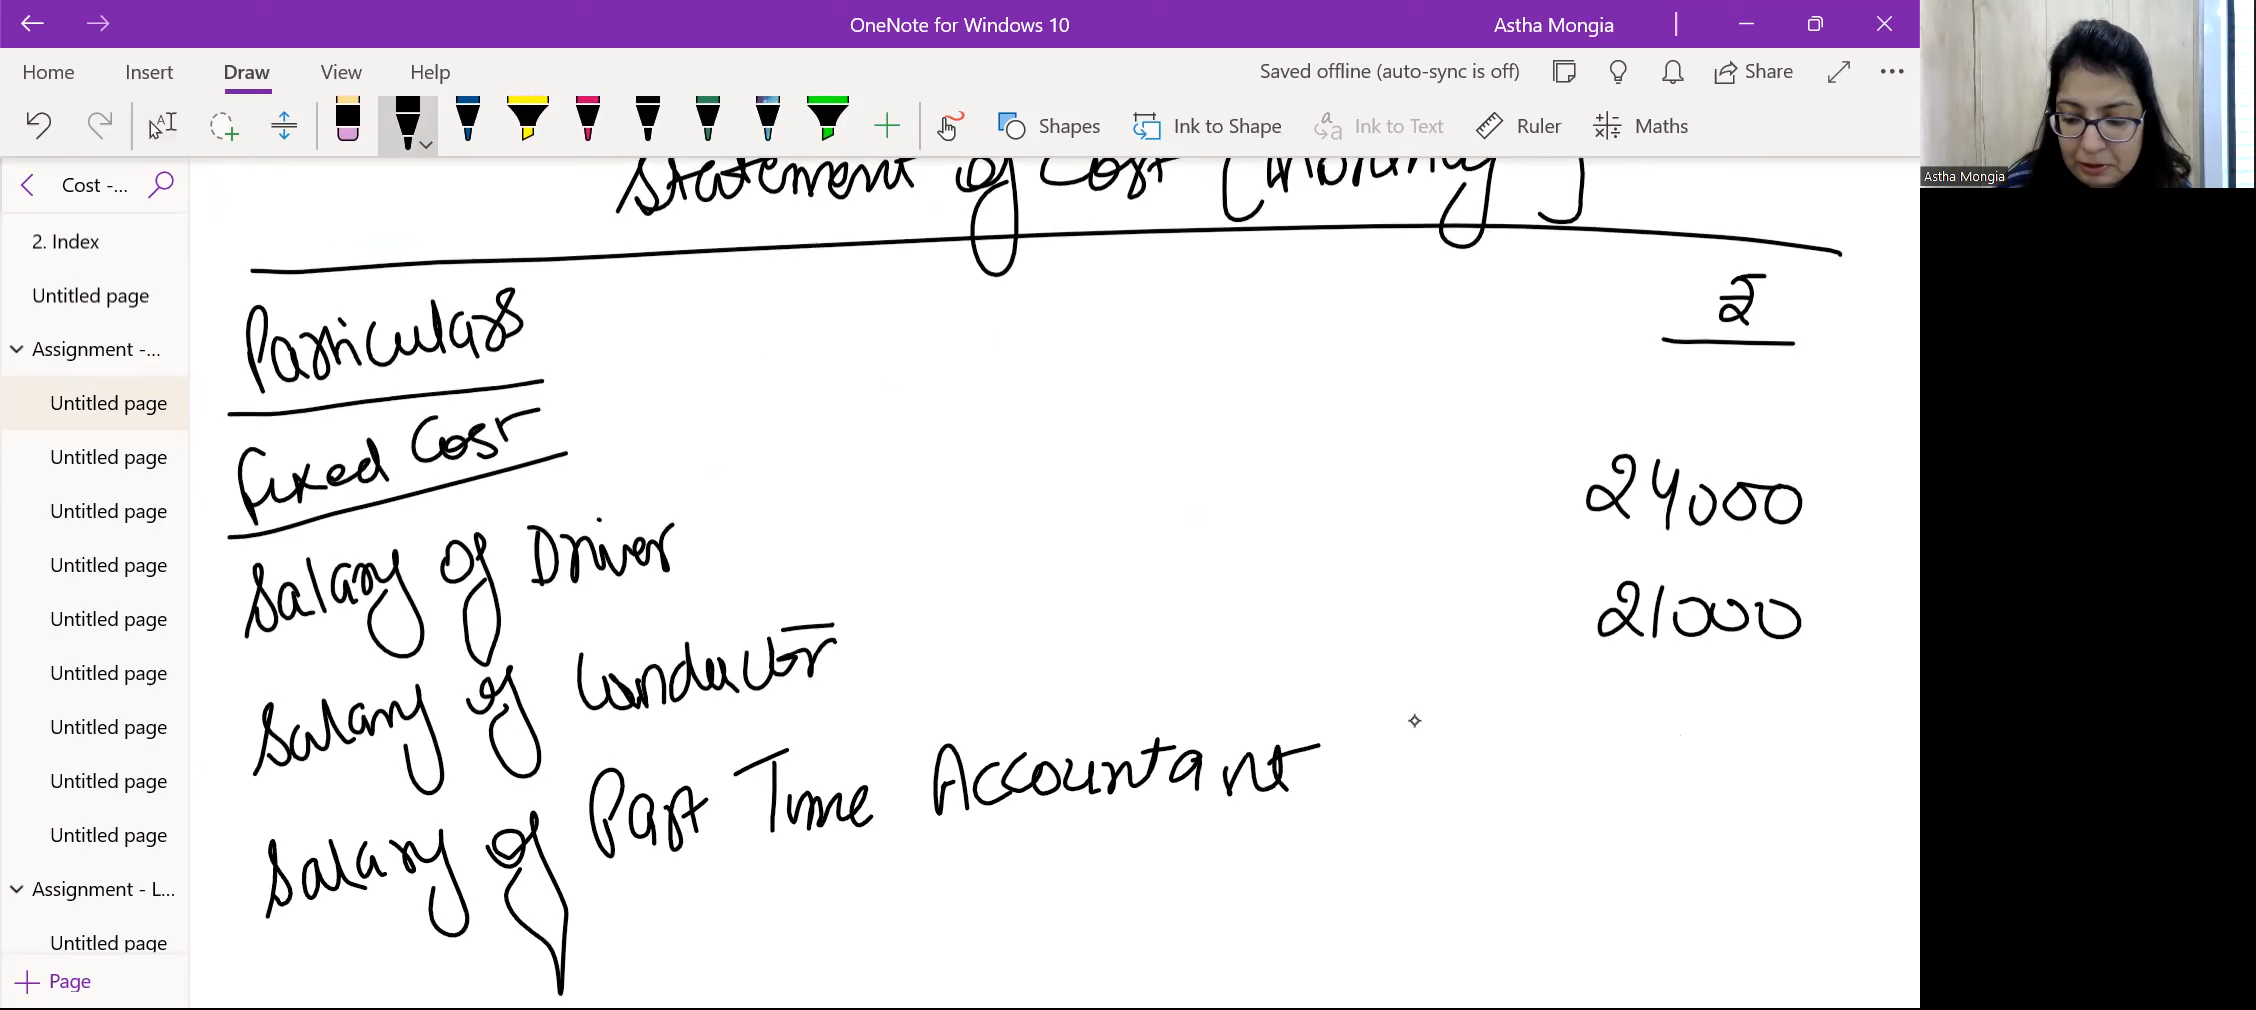 OneNote for Windows 10
Astha Mongia
Home Insert Draw View Help
Saved offline (auto-sync is off) Share
Shapes Ink to Shape Ink to Text Ruler Maths
Astha Mongia
Cost -...
2. Index
Untitled page
Assignment -...
Untitled page
Untitled page
Untitled page
Untitled page
Untitled page
Untitled page
Untitled page
Untitled page
Untitled page
Assignment - L...
Untitled page
Page
Statement of Cost [Monthly]
₹
Particulars
Fixed Cost
Salary of Driver 24000
Salary of Conductor 21000
Salary of Part Time Accountant